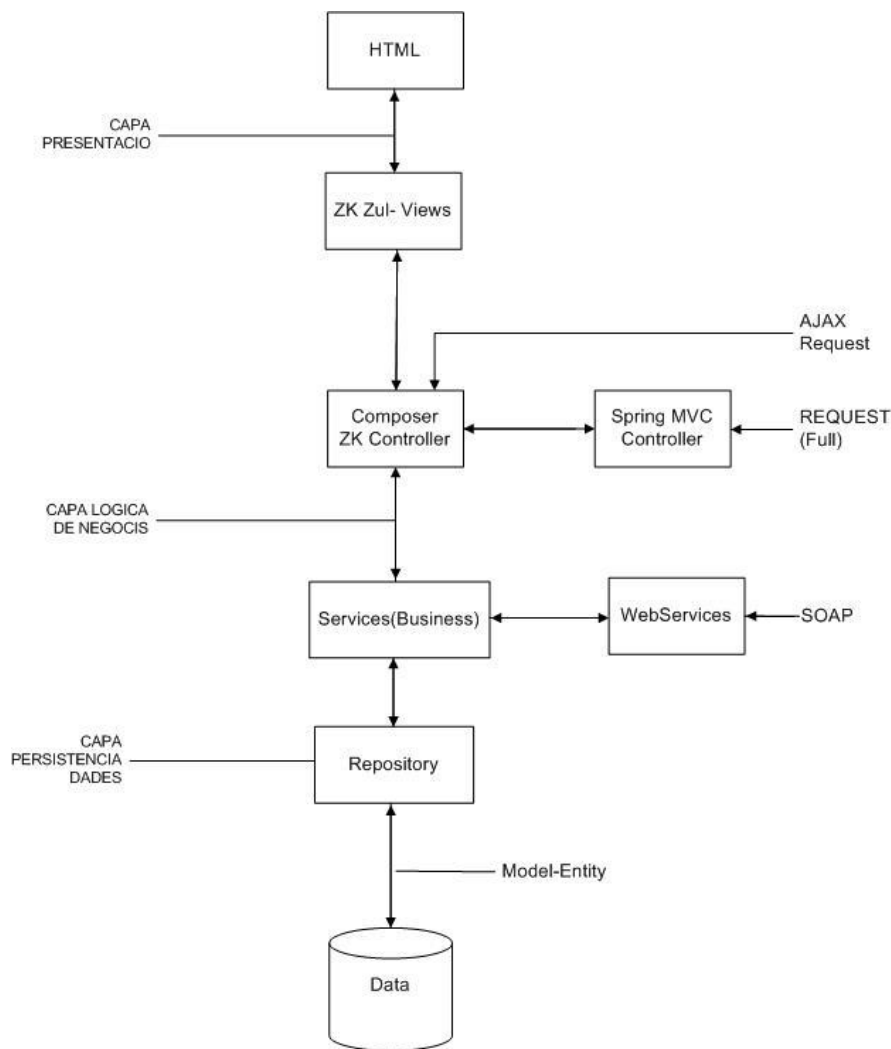 HTML
CAPA
PRESENTACIO
ZK Zul- Views
AJAX
Request
Composer
ZK Controller
Spring MVC
Controller
REQUEST
(Full)
CAPA LOGICA
DE NEGOCIS
Services(Business)
WebServices
SOAP
CAPA
PERSISTENCIA
DADES
Repository
Model-Entity
Data